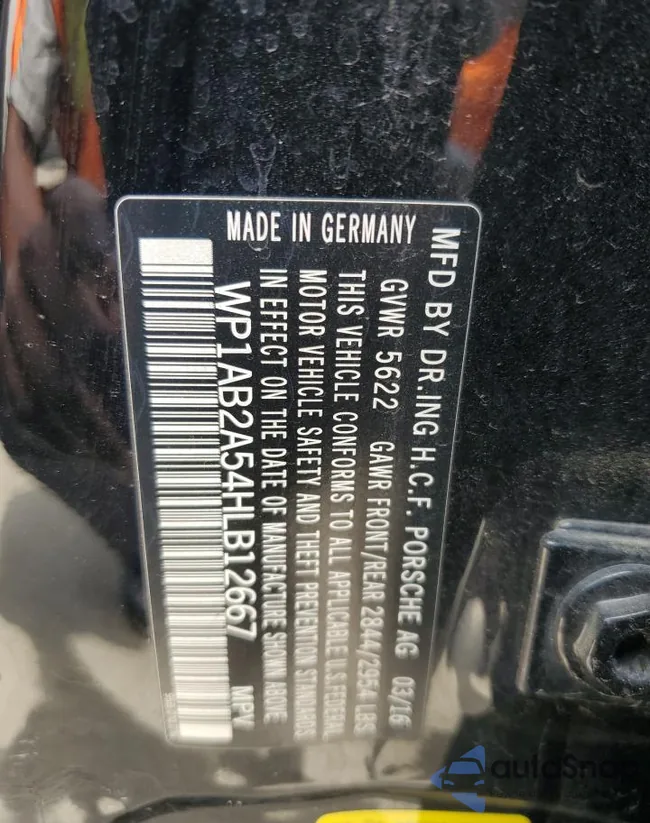 MFD BY DR.ING H.C.F. PORSCHE AG 03/16
GVWR 5622 GAWR FRONT/REAR 2844/2954 LBS
THIS VEHICLE CONFORMS TO ALL APPLICABLE U.S.FEDERAL
MOTOR VEHICLE SAFETY AND THEFT PREVENTION STANDARDS
IN EFFECT ON THE DATE OF MANUFACTURE SHOWN ABOVE
WP1AB2A54HLB12667 MPV
MADE IN GERMANY